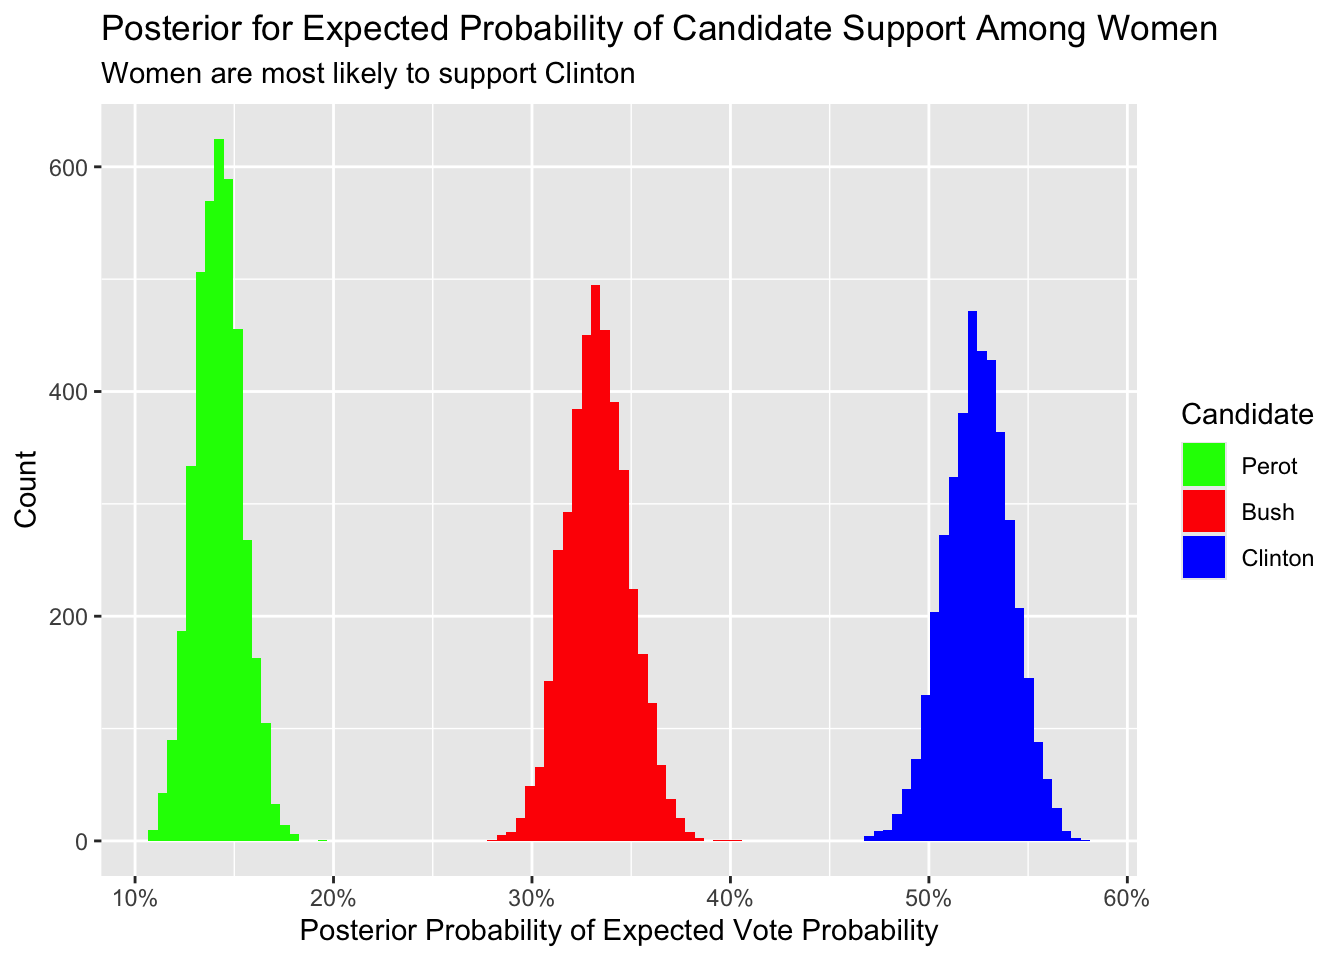 Posterior for Expected Probability of Candidate Support Among Women
Women are most likely to support Clinton
600
400
200
0
Count
10% 20% 30% 40% 50% 60%
Posterior Probability of Expected Vote Probability
Candidate
Perot
Bush
Clinton